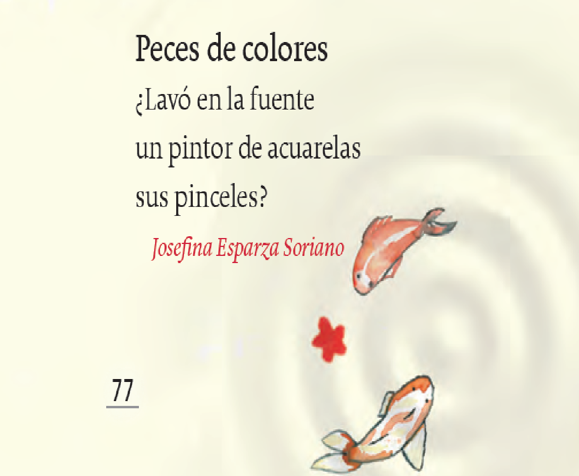 Peces de colores
¿Lavó en la fuente
un pintor de acuarelas
sus pinceles?
Josefina Esparza Soriano
77